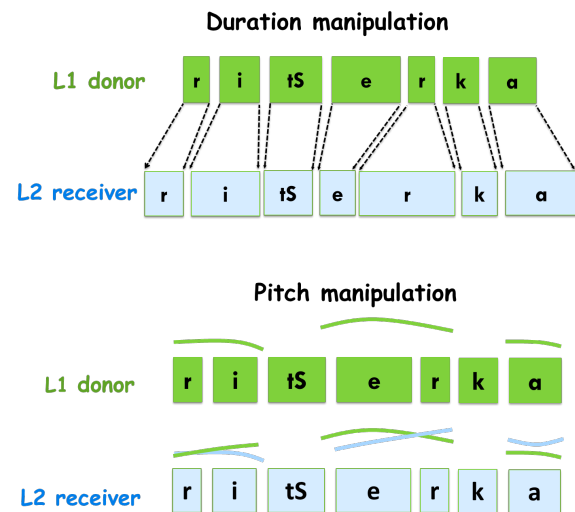 Duration manipulation
L1 donor r i tS e r k a
L2 receiver r i tS e r k a
Pitch manipulation
L1 donor r i tS e r k a
L2 receiver r i tS e r k a